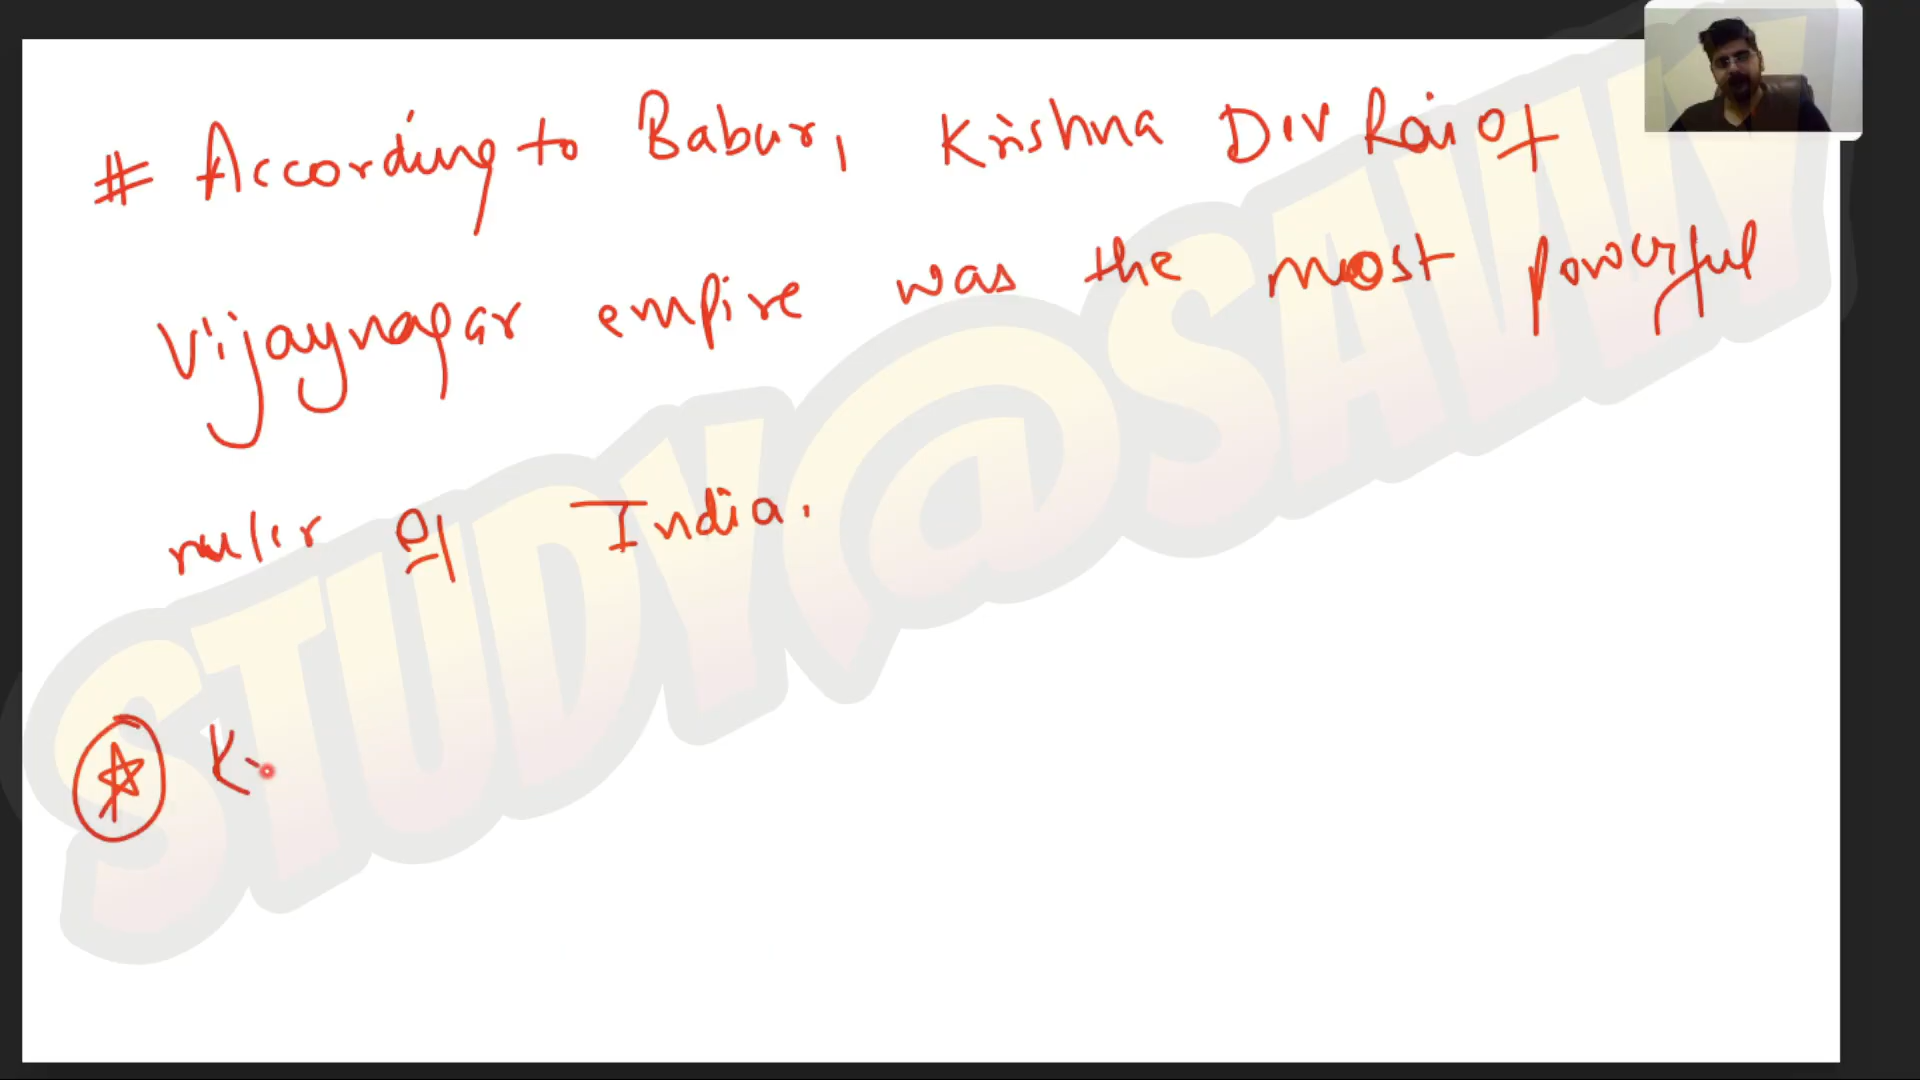 # According to Babur, Krishna Dev Rai of
Vijaynagar empire was the most powerful
ruler of India.
K
STUDY@SAVVY